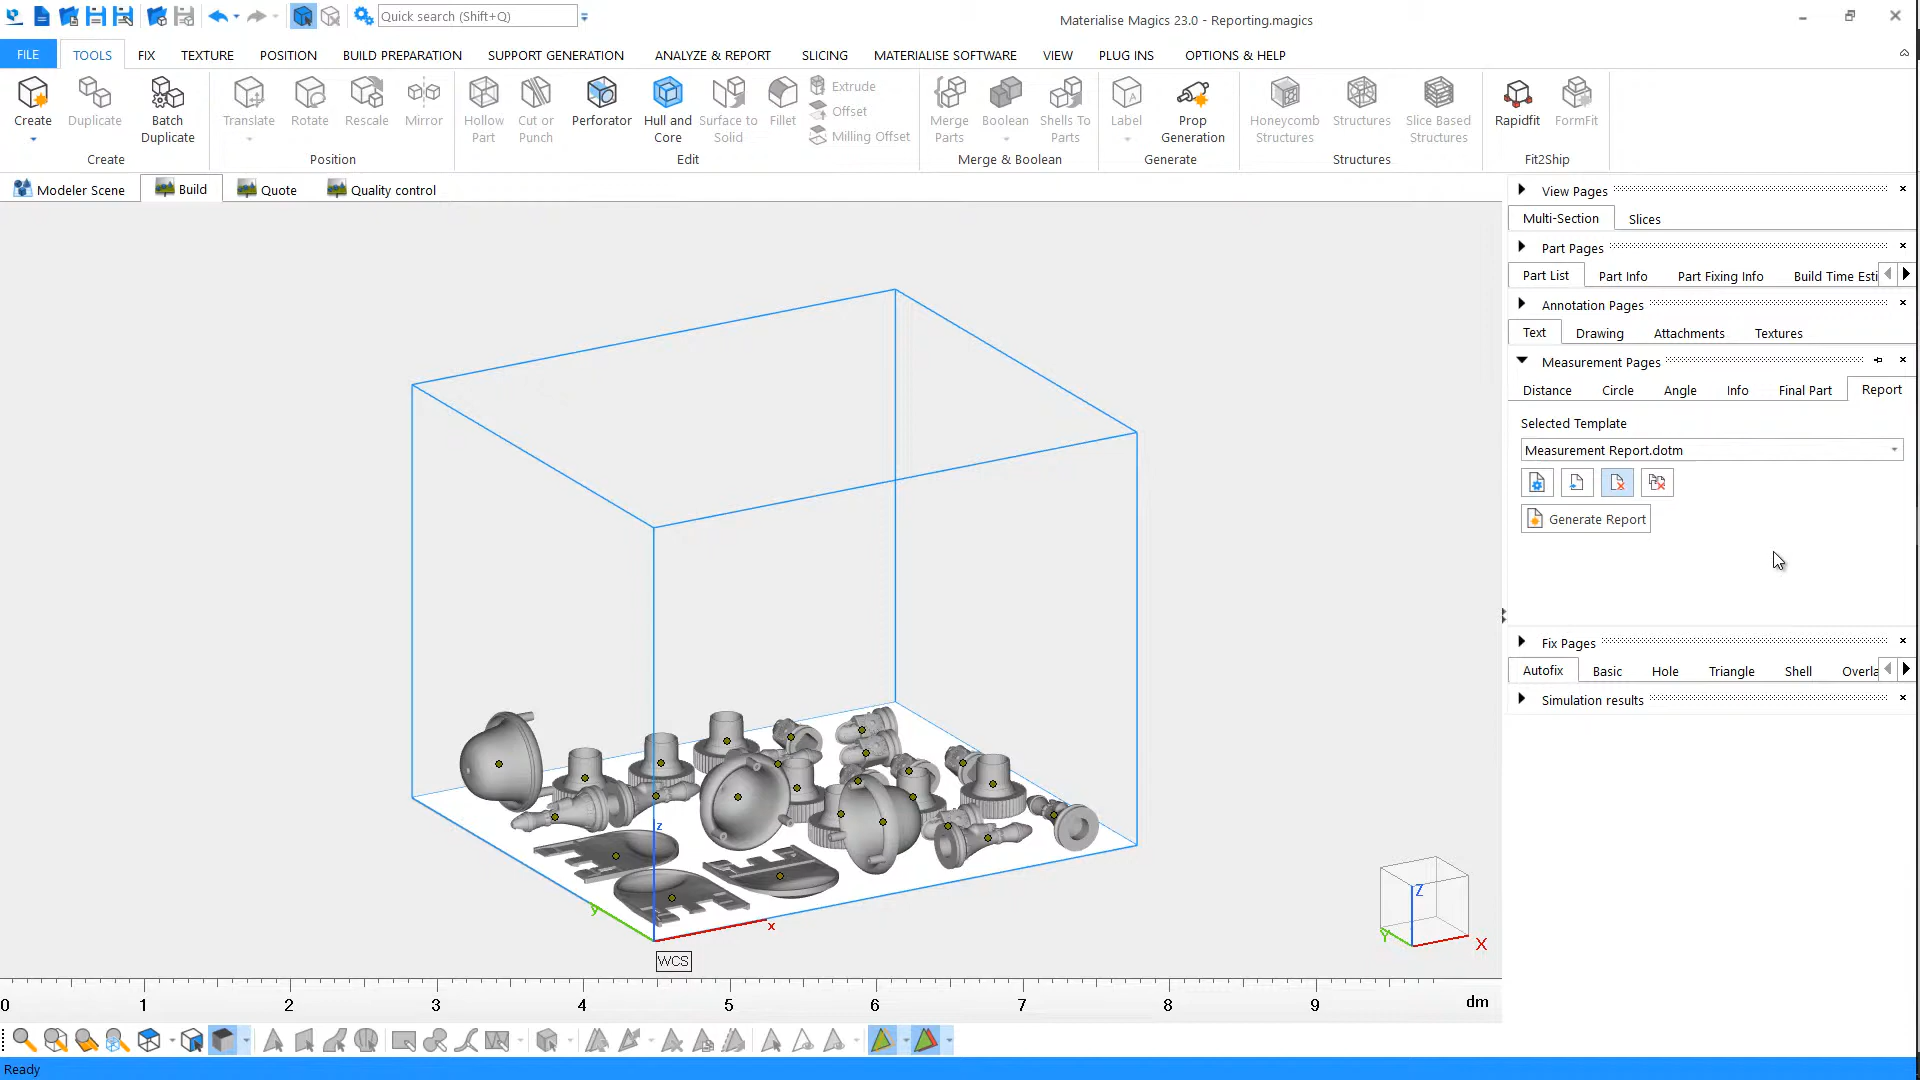 Quick search (Shift+Q)
Materialise Magics 23.0 - Reporting.magics
FILE TOOLS FIX TEXTURE POSITION BUILD PREPARATION SUPPORT GENERATION ANALYZE & REPORT SLICING MATERIALISE SOFTWARE VIEW PLUG INS OPTIONS & HELP
Create Duplicate Batch Duplicate Translate Rotate Rescale Mirror Hollow Part Cut or Punch Perforator Hull and Core Surface to Solid Fillet Extrude Offset Milling Offset Merge Parts Boolean Shells To Parts Label Prop Generation Honeycomb Structures Structures Slice Based Structures Rapidfit FormFit
Create Position Edit Merge & Boolean Generate Structures Fit2Ship
Modeler Scene Build Quote Quality control
View Pages
Multi-Section Slices
Part Pages
Part List Part Info Part Fixing Info Build Time Esti
Annotation Pages
Text Drawing Attachments Textures
Measurement Pages
Distance Circle Angle Info Final Part Report
Selected Template
Measurement Report.dotm
Generate Report
Fix Pages
Autofix Basic Hole Triangle Shell Overla
Simulation results
z
y
x
WCS
Z
Y
X
0 1 2 3 4 5 6 7 8 9 dm
Ready